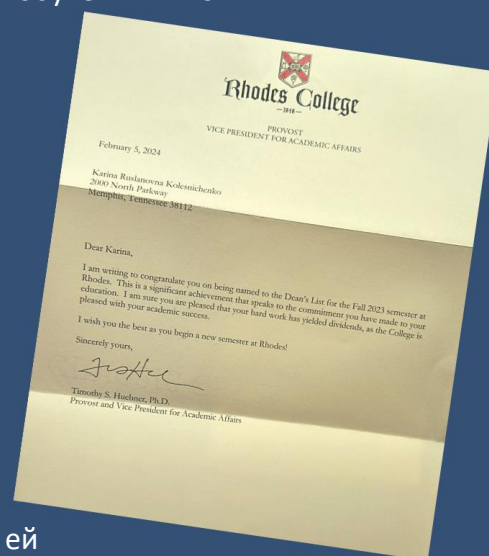 Rhodes College
—1848—
PROVOST
VICE PRESIDENT FOR ACADEMIC AFFAIRS
February 5, 2024
Karina Ruslanovna Kolesnichenko
2000 North Parkway
Memphis, Tennessee 38112
Dear Karina,
I am writing to congratulate you on being named to the Dean's List for the Fall 2023 semester at
Rhodes. This is a significant achievement that speaks to the commitment you have made to your
education. I am sure you are pleased that your hard work has yielded dividends, as the College is
pleased with your academic success.
I wish you the best as you begin a new semester at Rhodes!
Sincerely yours,
Timothy S. Huebner, Ph.D.
Provost and Vice President for Academic Affairs
ей